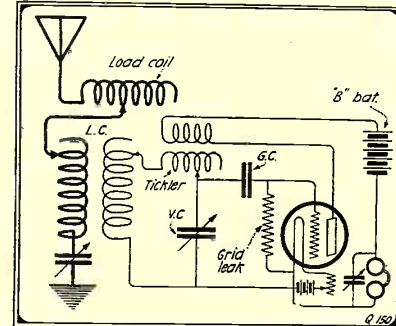 Load coil
L.C.
"B" bat.
G.C.
Tickler
V.C
Grid
leak
Q 150